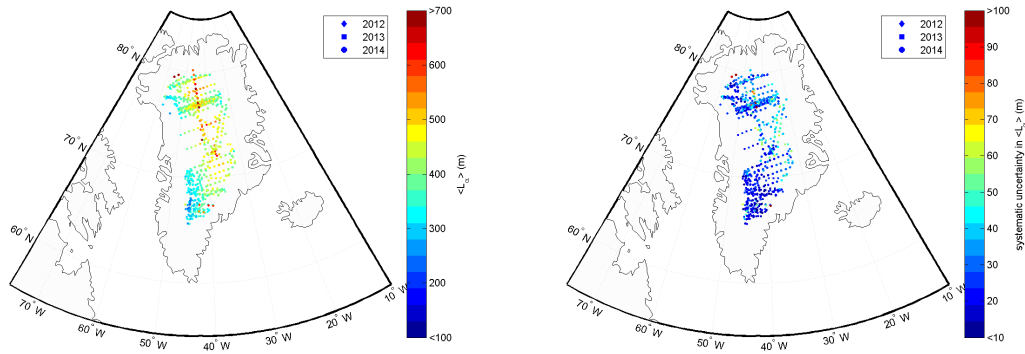 2012
2013
2014
80° N
70° N
60° N
70° W
60° W
50° W
40° W
30° W
20° W
10° W
>700
600
500
400
300
200
<100
<Lα> (m)
2012
2013
2014
80° N
70° N
60° N
70° W
60° W
50° W
40° W
30° W
20° W
10° W
>100
90
80
70
60
50
40
30
20
<10
systematic uncertainty in <Lα> (m)